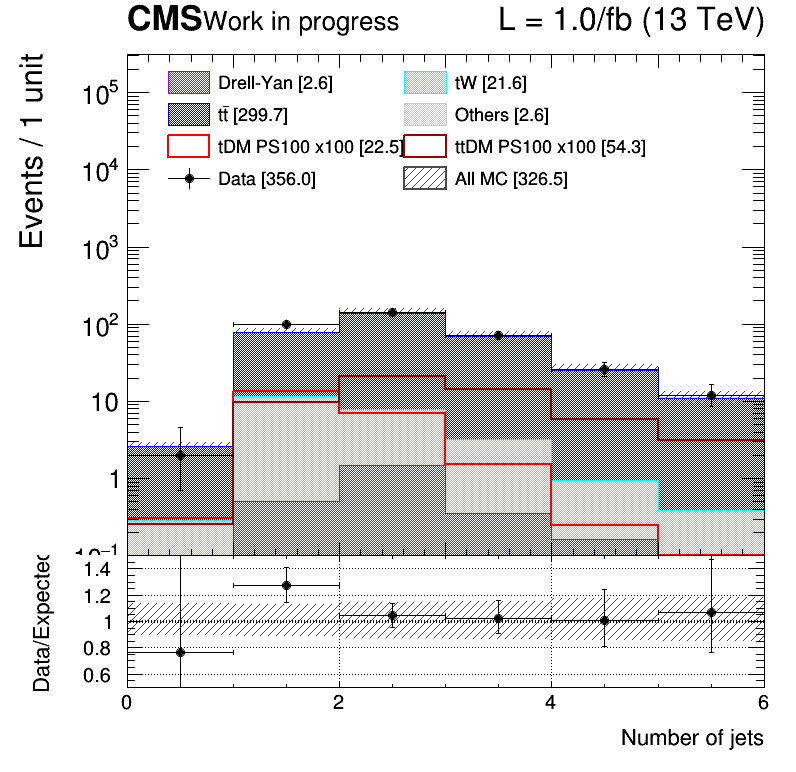 CMS Work in progress L = 1.0/fb (13 TeV)
Events / 1 unit
Drell-Yan [2.6] tW [21.6]
tt̄ [299.7] Others [2.6]
tDM PS100 x100 [22.5] ttDM PS100 x100 [54.3]
Data [356.0] All MC [326.5]
10⁵
10⁴
10³
10²
10
1
10⁻¹
Data/Expected
1.4
1.2
1
0.8
0.6
0 2 4 6
Number of jets